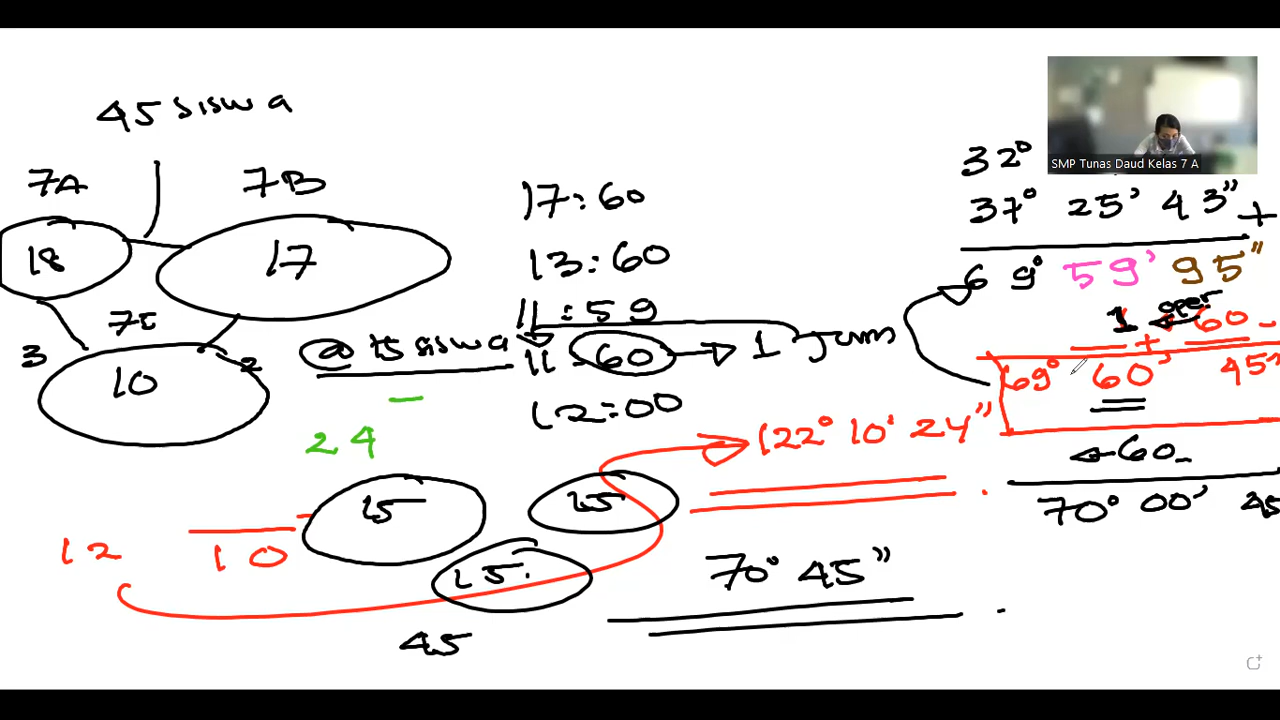 45 siswa
7A 7B
18 17
7C
3 10 2
@ 15 siswa
17:60
13:60
11:59
11:60 → 1 Jam
12:00
24
12 10
15 15
15
45
122° 10' 24"
70° 45"
SMP Tunas Daud Kelas 7 A
32°
37° 25' 43" +
69° 59' 95"
1 ← oper 60 -
+
69° 60' 45"
← 60 -
70° 00' 45